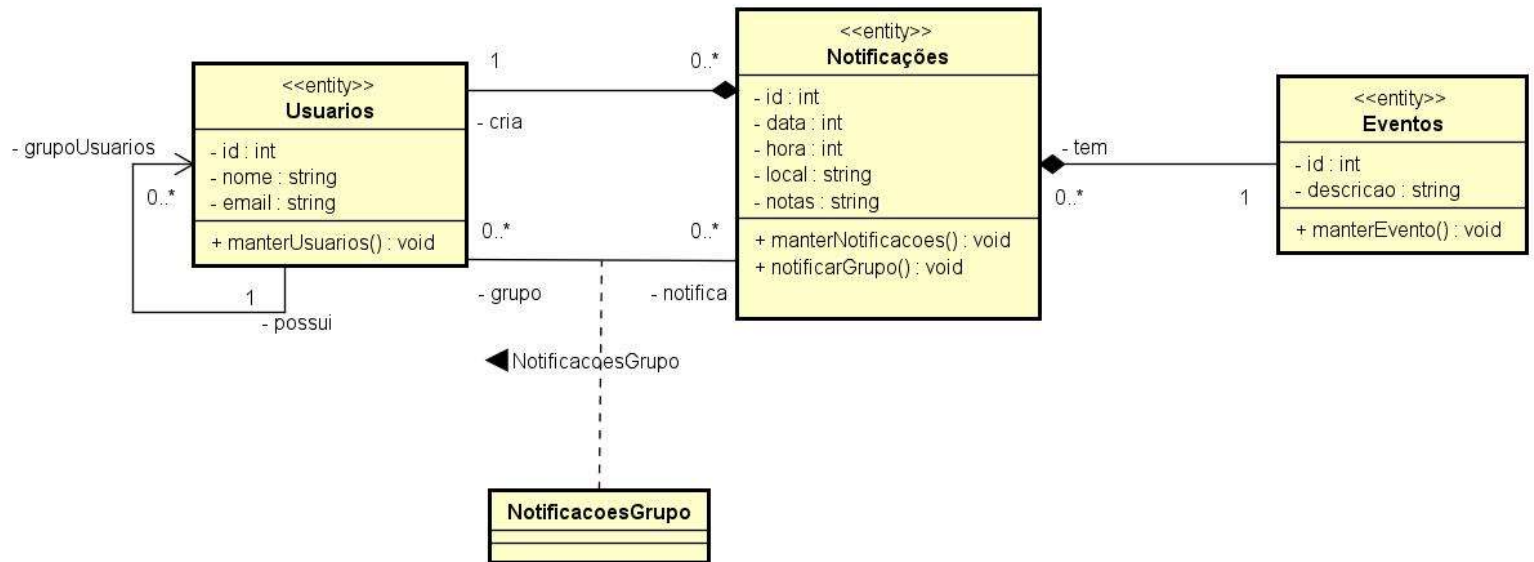 <<entity>>
Usuarios
- id : int
- nome : string
- email : string
+ manterUsuarios() : void
- grupoUsuarios
0..*
1
- possui
1
0..*
- cria
0..*
0..*
- grupo
- notifica
NotificacoesGrupo
NotificacoesGrupo
<<entity>>
Notificações
- id : int
- data : int
- hora : int
- local : string
- notas : string
+ manterNotificacoes() : void
+ notificarGrupo() : void
- tem
0..*
1
<<entity>>
Eventos
- id : int
- descricao : string
+ manterEvento() : void